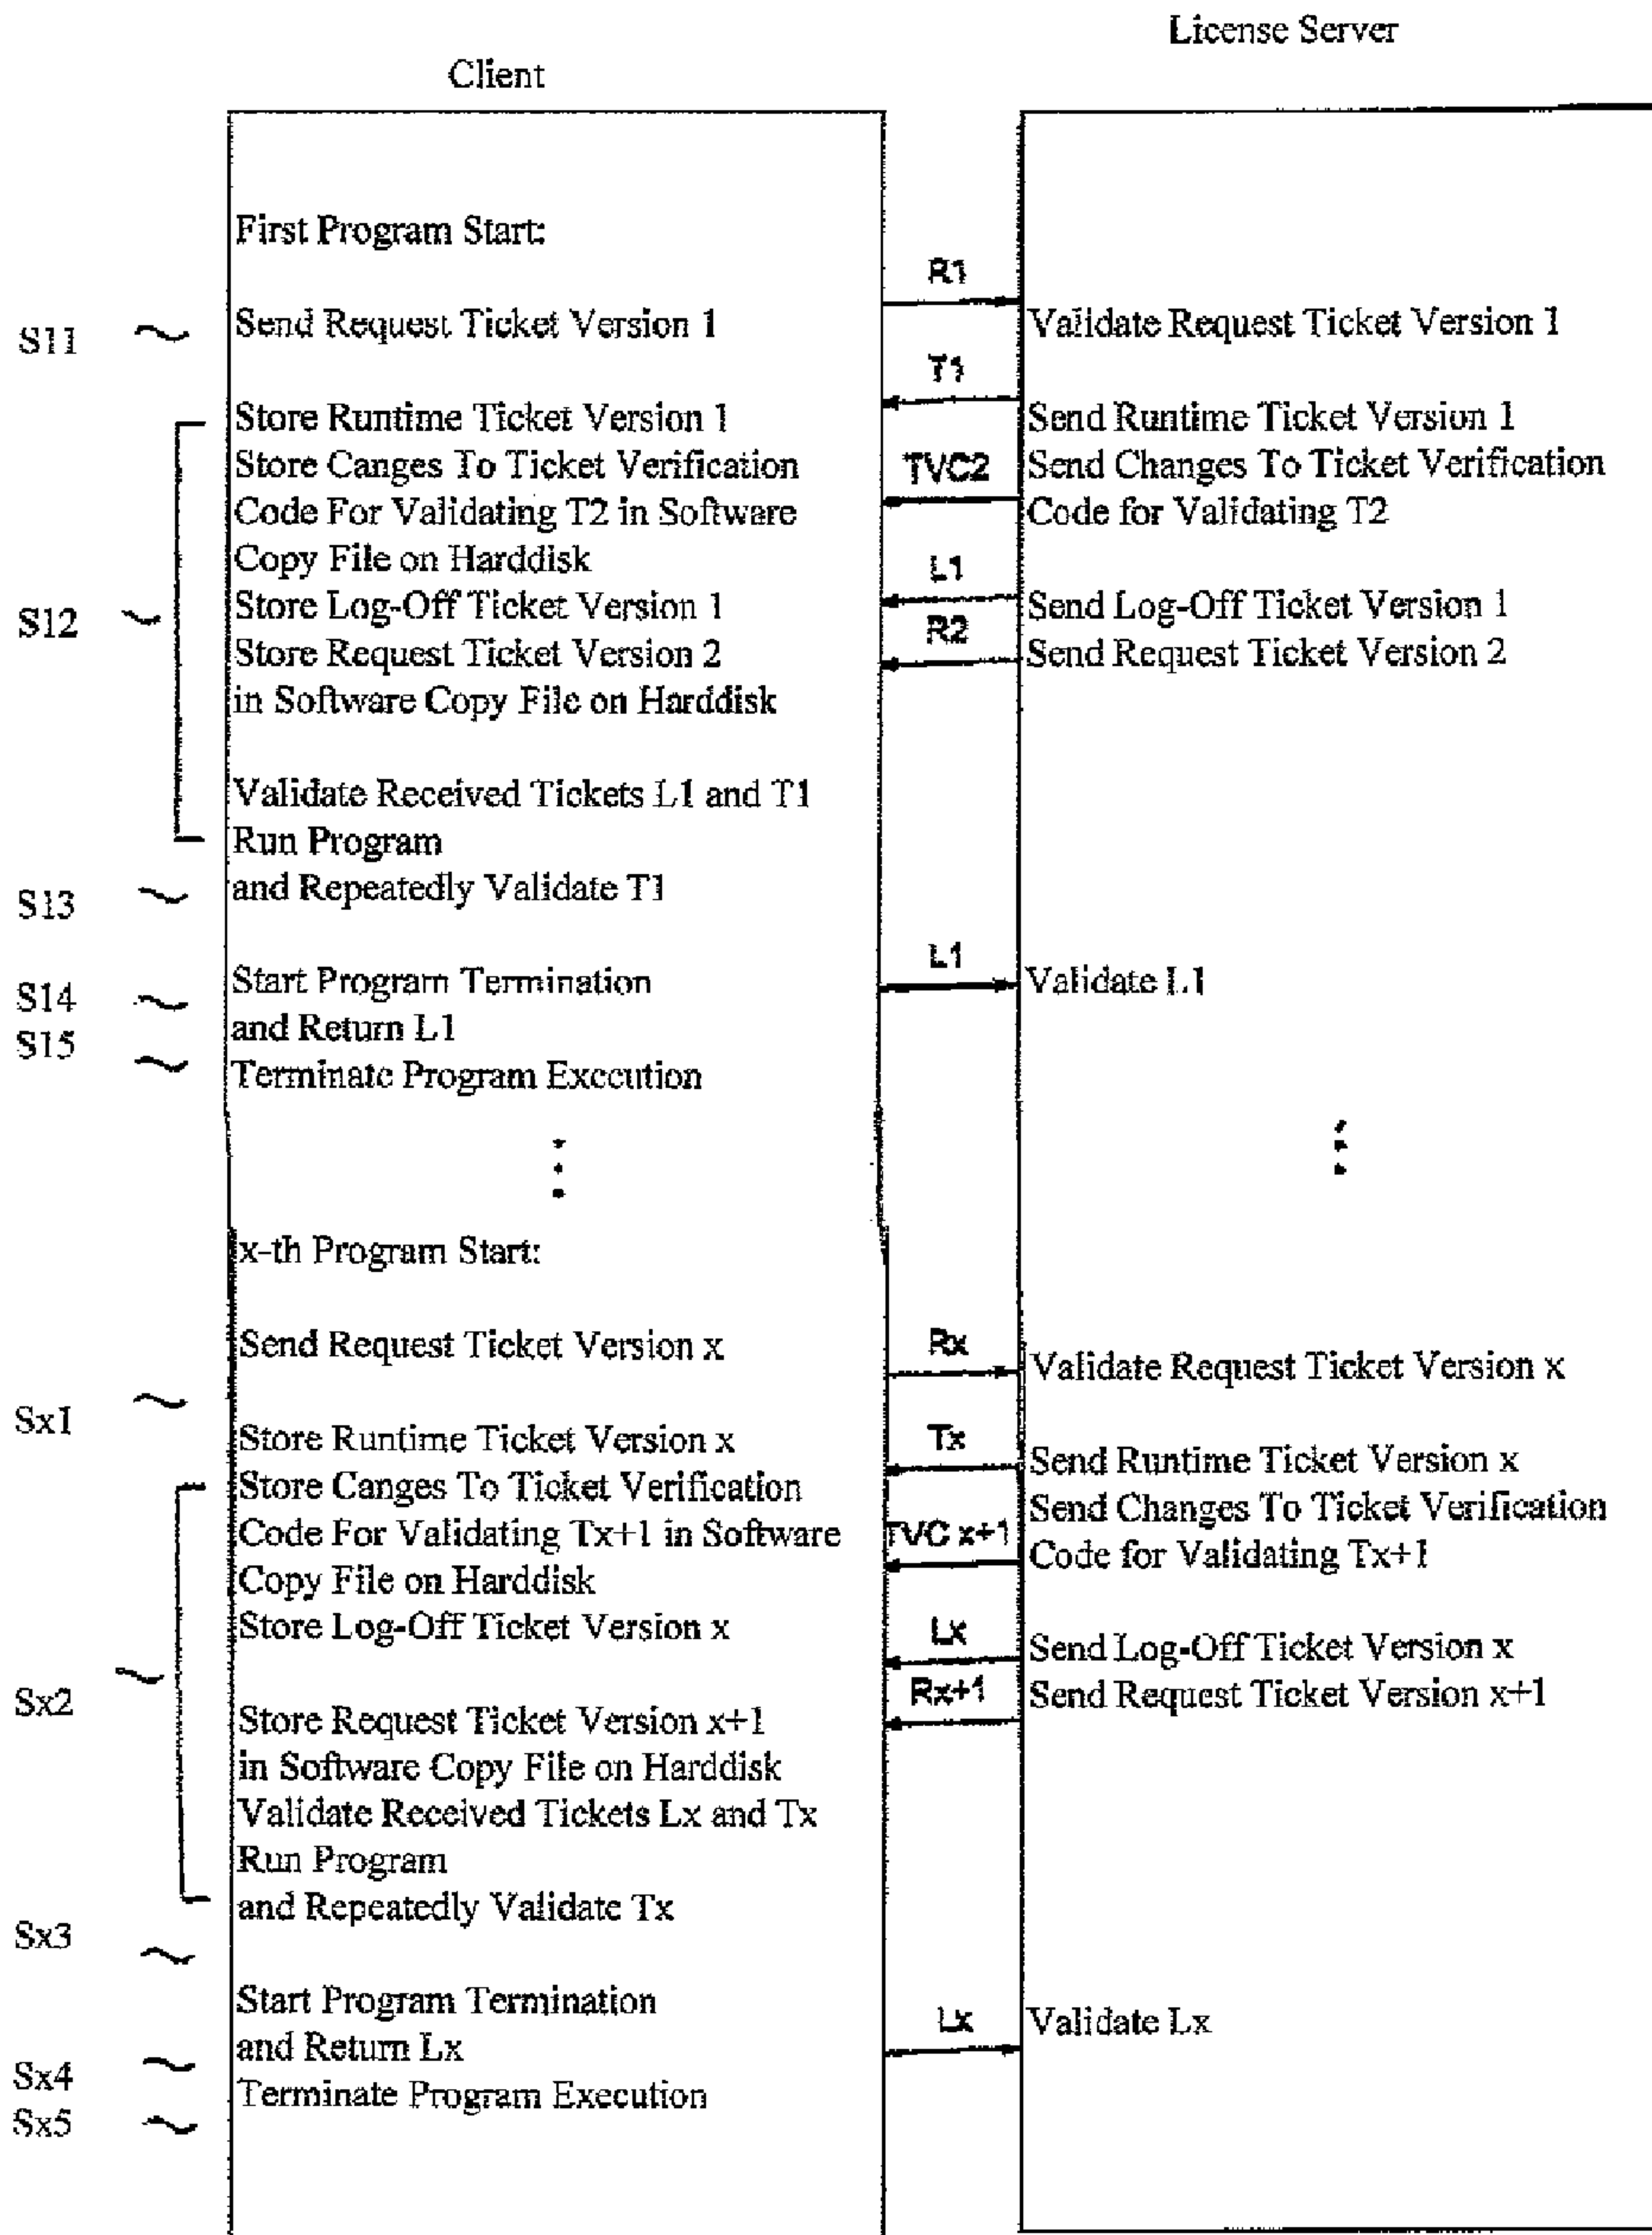 License Server
Client
First Program Start:
R1
S11
Send Request Ticket Version 1
Validate Request Ticket Version 1
T1
Store Runtime Ticket Version 1
Send Runtime Ticket Version 1
Store Canges To Ticket Verification
TVC2
Send Changes To Ticket Verification
Code For Validating T2 in Software
Code for Validating T2
Copy File on Harddisk
L1
S12
Store Log-Off Ticket Version 1
Send Log-Off Ticket Version 1
R2
Store Request Ticket Version 2
Send Request Ticket Version 2
in Software Copy File on Harddisk
Validate Received Tickets L1 and T1
Run Program
S13
and Repeatedly Validate T1
L1
S14
Start Program Termination
Validate L1
and Return L1
S15
Terminate Program Execution
x-th Program Start:
Send Request Ticket Version x
Rx
Validate Request Ticket Version x
Sx1
Store Runtime Ticket Version x
Tx
Send Runtime Ticket Version x
Store Canges To Ticket Verification
Send Changes To Ticket Verification
Code For Validating Tx+1 in Software
TVC x+1
Code for Validating Tx+1
Copy File on Harddisk
Store Log-Off Ticket Version x
Lx
Send Log-Off Ticket Version x
Sx2
Rx+1
Send Request Ticket Version x+1
Store Request Ticket Version x+1
in Software Copy File on Harddisk
Validate Received Tickets Lx and Tx
Run Program
and Repeatedly Validate Tx
Sx3
Start Program Termination
Lx
Validate Lx
and Return Lx
Sx4
Terminate Program Execution
Sx5